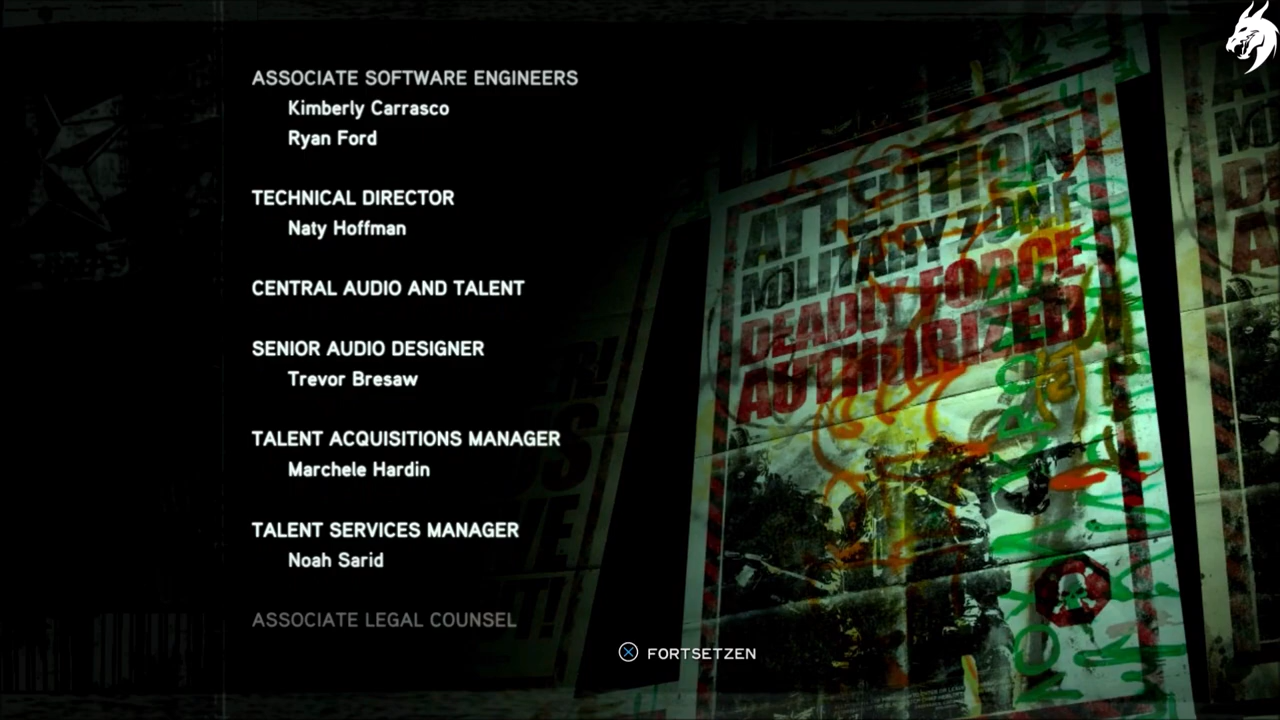 ASSOCIATE SOFTWARE ENGINEERS
Kimberly Carrasco
Ryan Ford
TECHNICAL DIRECTOR
Naty Hoffman
CENTRAL AUDIO AND TALENT
SENIOR AUDIO DESIGNER
Trevor Bresaw
TALENT ACQUISITIONS MANAGER
Marchele Hardin
TALENT SERVICES MANAGER
Noah Sarid
ASSOCIATE LEGAL COUNSEL
FORTSETZEN
ATTENTION
MILITARY ZONE
DEADLY FORCE
AUTHORIZED